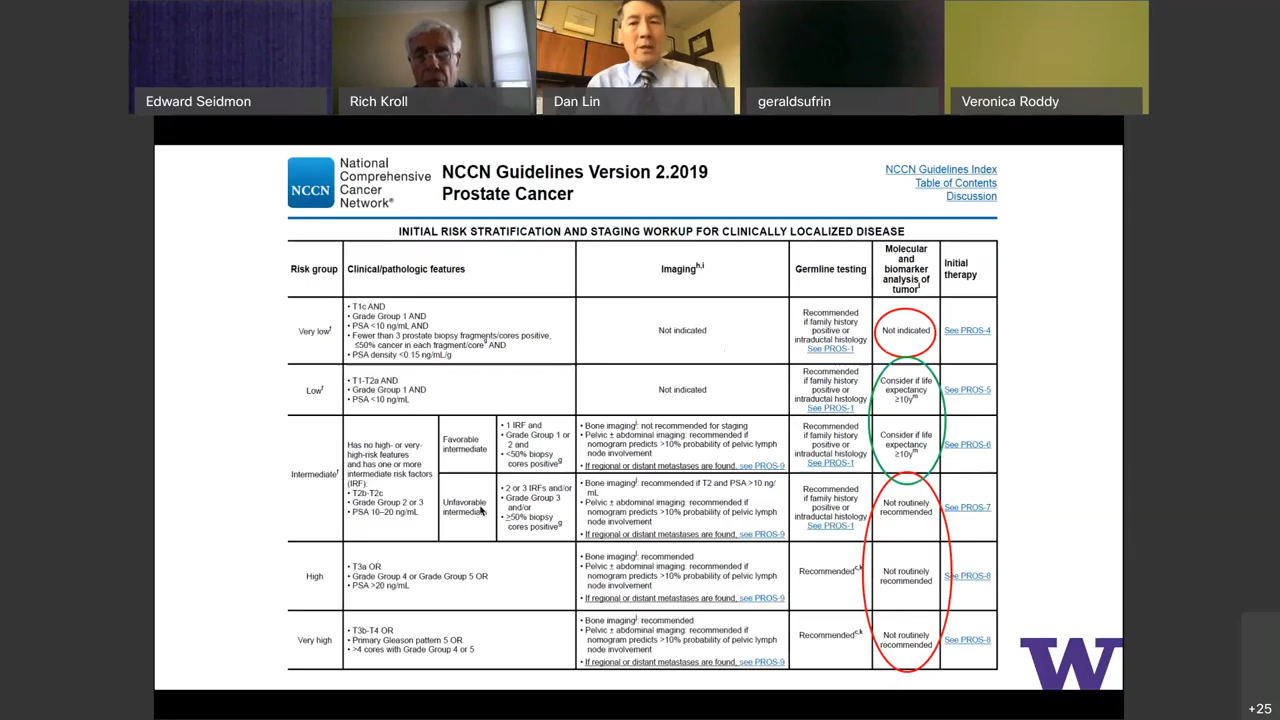 Edward Seidmon
Rich Kroll
Dan Lin
geraldsufrin
Veronica Roddy
NCCN
National
Comprehensive
Cancer
Network®
NCCN Guidelines Version 2.2019
Prostate Cancer
NCCN Guidelines Index
Table of Contents
Discussion
INITIAL RISK STRATIFICATION AND STAGING WORKUP FOR CLINICALLY LOCALIZED DISEASE
Risk group
Clinical/pathologic features
Imaging h,i
Germline testing
Molecular
and
biomarker
analysis of
tumor l
Initial
therapy
Very low f
• T1c AND
• Grade Group 1 AND
• PSA <10 ng/mL AND
• Fewer than 3 prostate biopsy fragments/cores positive,
≤50% cancer in each fragment/core g AND
• PSA density <0.15 ng/mL/g
Not indicated
Recommended
if family history
positive or
intraductal histology
See PROS-1
Not indicated
See PROS-4
Low f
• T1-T2a AND
• Grade Group 1 AND
• PSA <10 ng/mL
Not indicated
Recommended
if family history
positive or
intraductal histology
See PROS-1
Consider if life
expectancy
≥10y m
See PROS-5
Intermediate f
Has no high- or very-
high-risk features
and has one or more
intermediate risk factors
(IRF):
• T2b-T2c
• Grade Group 2 or 3
• PSA 10–20 ng/mL
Favorable
intermediate
• 1 IRF and
• Grade Group 1 or
2 and
• <50% biopsy
cores positive g
• Bone imaging j: not recommended for staging
• Pelvic ± abdominal imaging: recommended if
nomogram predicts >10% probability of pelvic lymph
node involvement
• If regional or distant metastases are found, see PROS-9
Recommended
if family history
positive or
intraductal histology
See PROS-1
Consider if life
expectancy
≥10y m
See PROS-6
Unfavorable
intermediate
• 2 or 3 IRFs and/or
• Grade Group 3
and/or
• ≥50% biopsy
cores positive g
• Bone imaging j: recommended if T2 and PSA >10 ng/
mL
• Pelvic ± abdominal imaging: recommended if
nomogram predicts >10% probability of pelvic lymph
node involvement
• If regional or distant metastases are found, see PROS-9
Recommended
if family history
positive or
intraductal histology
See PROS-1
Not routinely
recommended
See PROS-7
High
• T3a OR
• Grade Group 4 or Grade Group 5 OR
• PSA >20 ng/mL
• Bone imaging j: recommended
• Pelvic ± abdominal imaging: recommended if
nomogram predicts >10% probability of pelvic lymph
node involvement
• If regional or distant metastases are found, see PROS-9
Recommended c,k
Not routinely
recommended
See PROS-8
Very high
• T3b-T4 OR
• Primary Gleason pattern 5 OR
• >4 cores with Grade Group 4 or 5
• Bone imaging j: recommended
• Pelvic ± abdominal imaging: recommended if
nomogram predicts >10% probability of pelvic lymph
node involvement
• If regional or distant metastases are found, see PROS-9
Recommended c,k
Not routinely
recommended
See PROS-8
W
+25